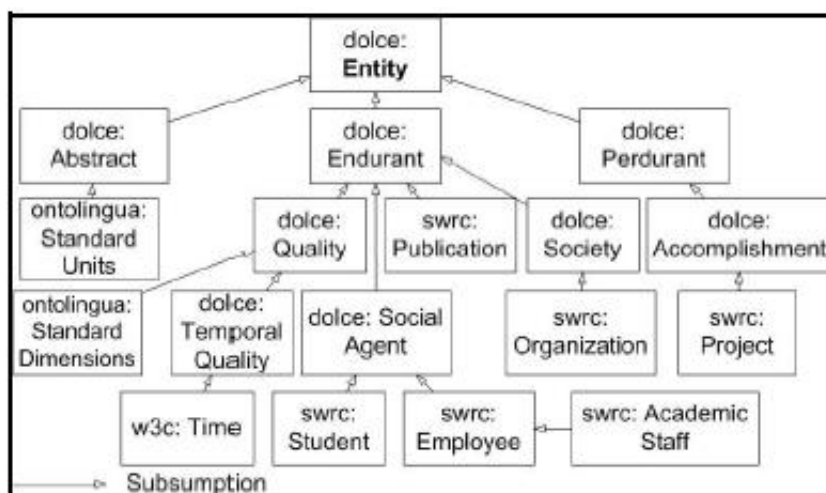 dolce:
Entity
dolce:
Abstract
dolce:
Endurant
dolce:
Perdurant
ontolingua:
Standard
Units
dolce:
Quality
swrc:
Publication
dolce:
Society
dolce:
Accomplishment
ontolingua:
Standard
Dimensions
dolce:
Temporal
Quality
dolce: Social
Agent
swrc:
Organization
swrc:
Project
w3c: Time
swrc:
Student
swrc:
Employee
swrc: Academic
Staff
Subsumption